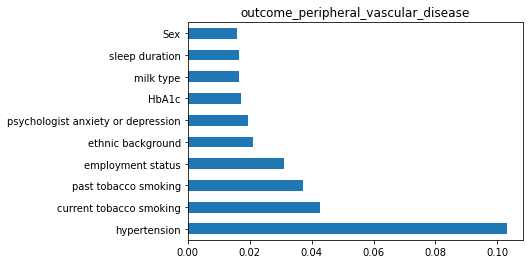 outcome_peripheral_vascular_disease
Sex
sleep duration
milk type
HbA1c
psychologist anxiety or depression
ethnic background
employment status
past tobacco smoking
current tobacco smoking
hypertension
0.00 0.02 0.04 0.06 0.08 0.10